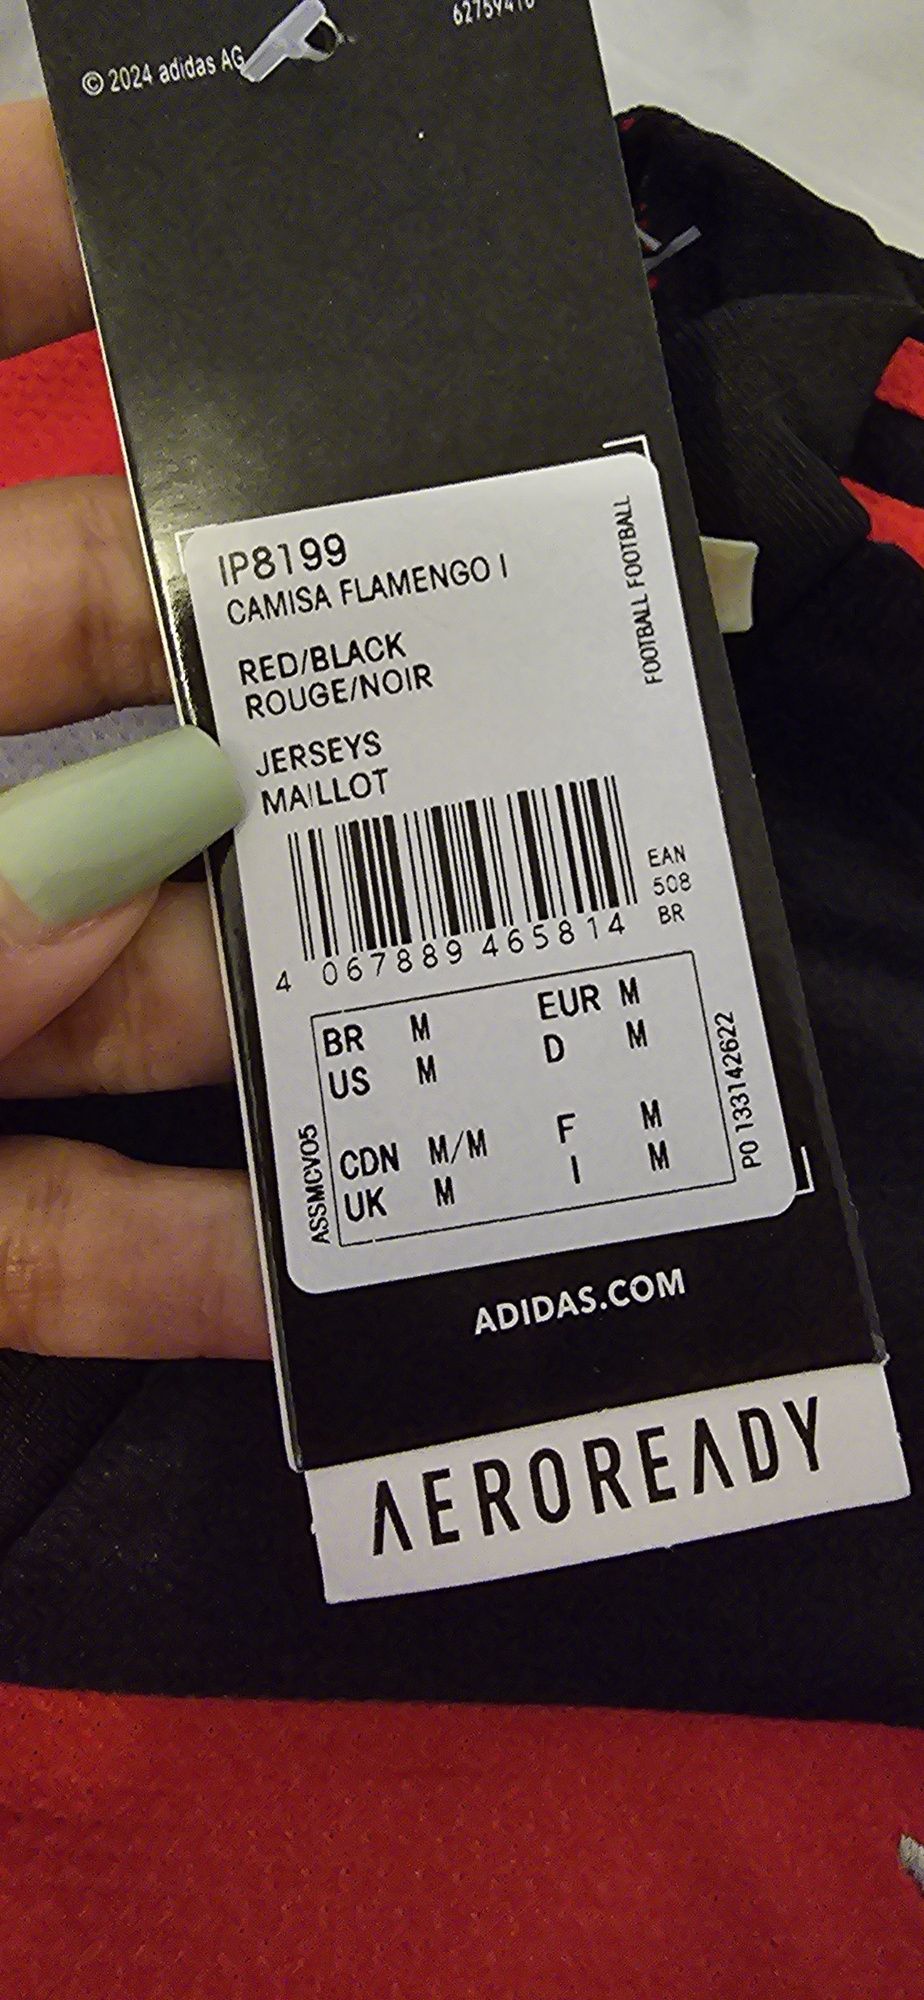 © 2024 adidas AG
IP8199
CAMISA FLAMENGO I
RED/BLACK
ROUGE/NOIR
JERSEYS
MAILLOT
FOOTBALL FOOTBALL
4 067889 465814
EAN
508
BR
BR M EUR M
US M D M
CDN M/M F M
UK M I M
ASSMCVO5
PO 133142622
ADIDAS.COM
AEROREADY